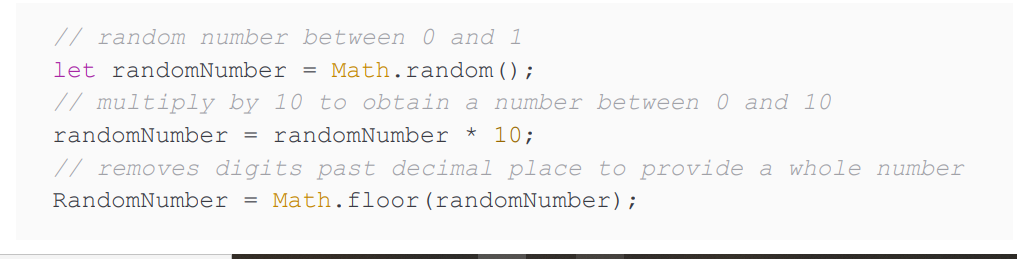 // random number between 0 and 1
let randomNumber = Math.random();
// multiply by 10 to obtain a number between 0 and 10
randomNumber = randomNumber * 10;
// removes digits past decimal place to provide a whole number
RandomNumber = Math.floor(randomNumber);